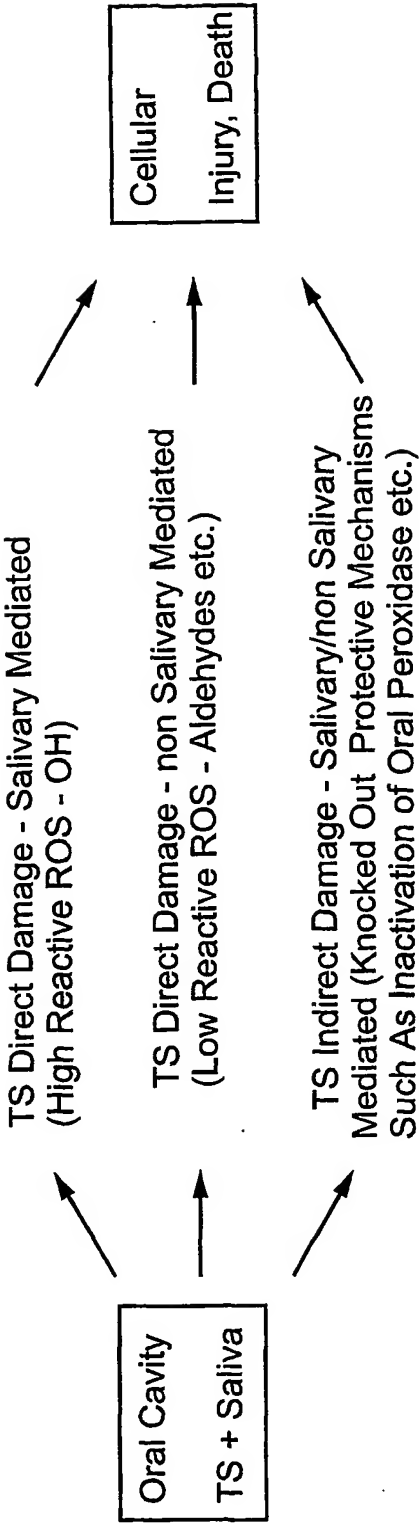 Oral Cavity
TS + Saliva
TS Direct Damage - Salivary Mediated
(High Reactive ROS - OH)
TS Direct Damage - non Salivary Mediated
(Low Reactive ROS - Aldehydes etc.)
TS Indirect Damage - Salivary/non Salivary
Mediated (Knocked Out Protective Mechanisms
Such As Inactivation of Oral Peroxidase etc.)
Cellular
Injury, Death